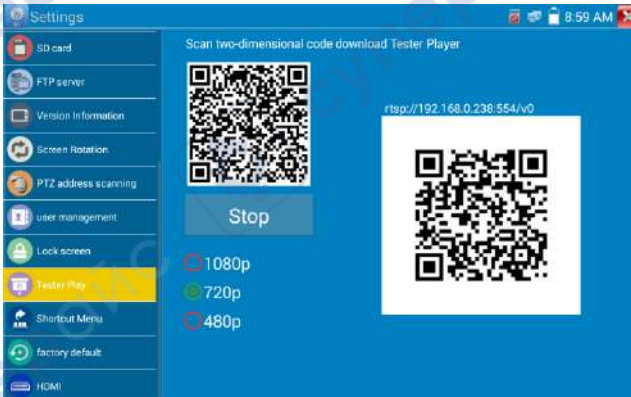 Settings
8:59 AM
SD card
FTP server
Version Information
Screen Rotation
PTZ address scanning
user management
Lock screen
Tester Play
Shortout Menu
factory default
HDMI
Scan two-dimensional code download Tester Player
Stop
1080p
720p
480p
rtsp://192.168.0.238:554/v0